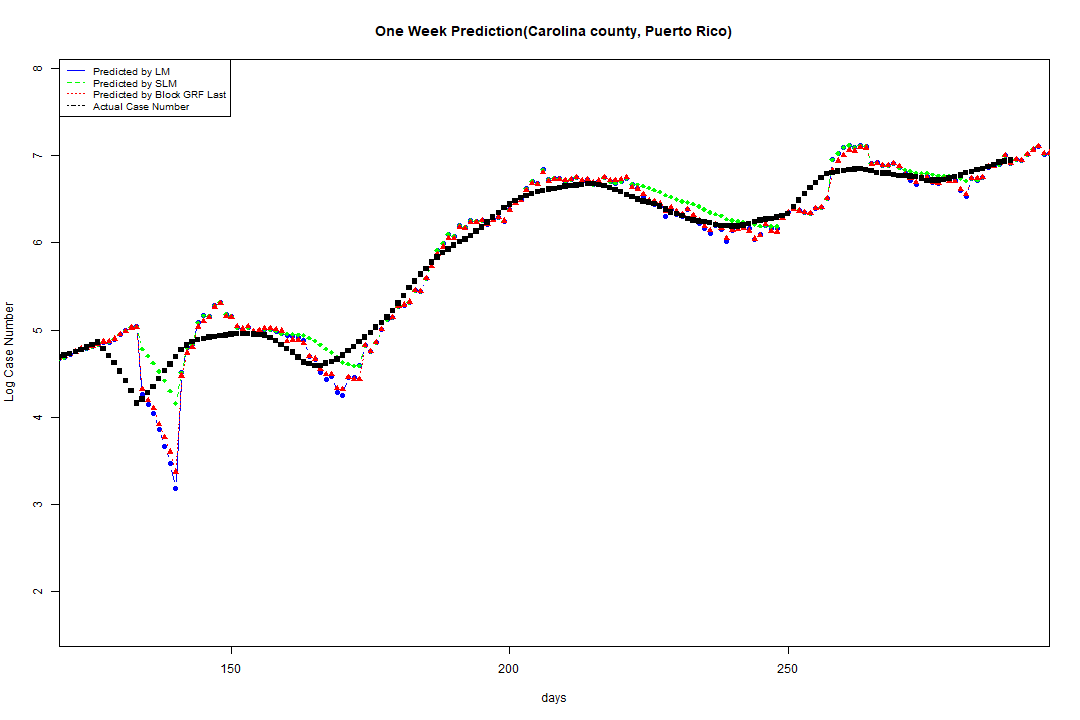 One Week Prediction(Carolina county, Puerto Rico)
Predicted by LM
Predicted by SLM
Predicted by Block GRF Last
Actual Case Number
8
7
6
5
4
3
2
Log Case Number
150 200 250
days